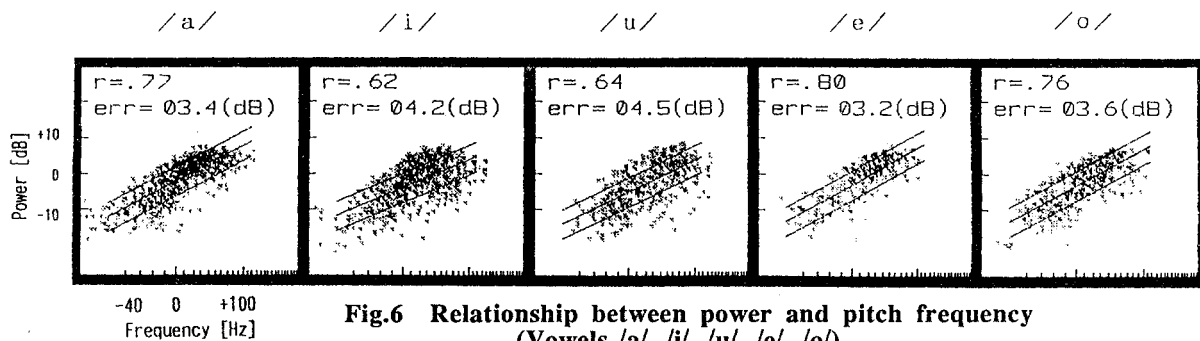 /a/ /i/ /u/ /e/ /o/
r=.77 r=.62 r=.64 r=.80 r=.76
err= 03.4(dB) err= 04.2(dB) err= 04.5(dB) err= 03.2(dB) err= 03.6(dB)
Power [dB]
+10
0
-10
-40 0 +100
Frequency [Hz]
Fig.6 Relationship between power and pitch frequency
(Vowels /a/, /i/, /u/, /e/, /o/)